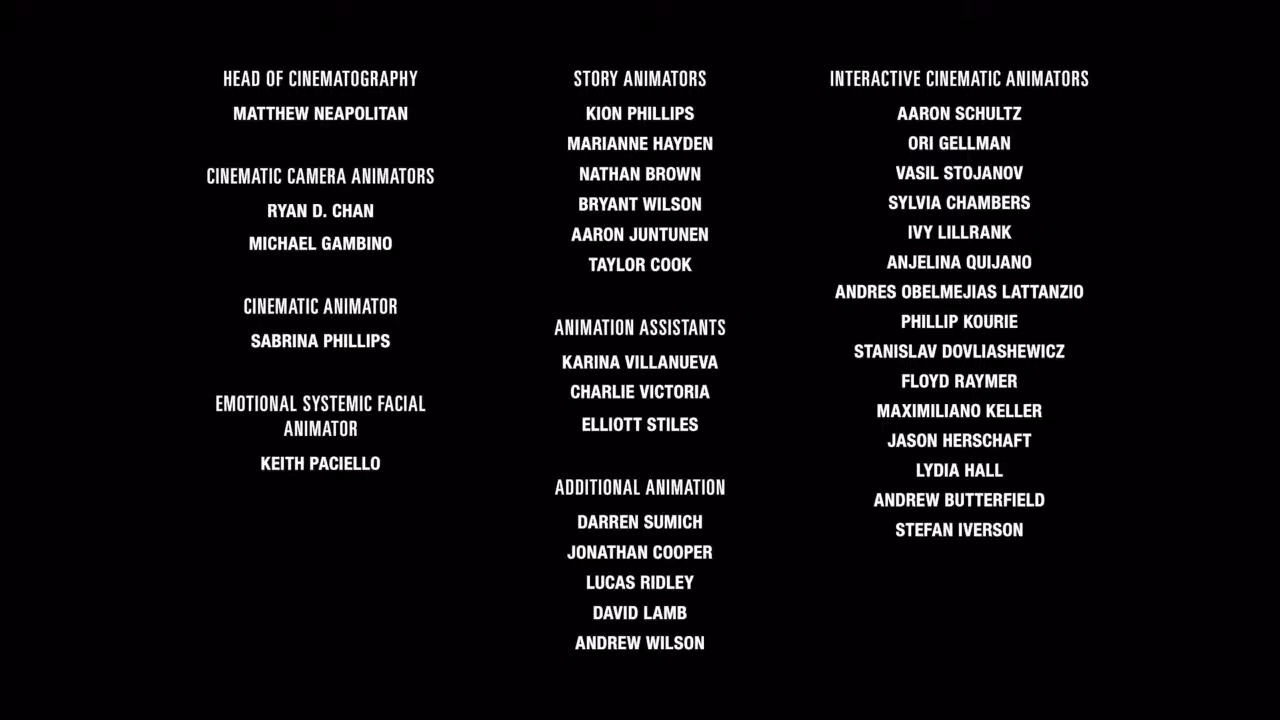 HEAD OF CINEMATOGRAPHY
MATTHEW NEAPOLITAN
CINEMATIC CAMERA ANIMATORS
RYAN D. CHAN
MICHAEL GAMBINO
CINEMATIC ANIMATOR
SABRINA PHILLIPS
EMOTIONAL SYSTEMIC FACIAL
ANIMATOR
KEITH PACIELLO
STORY ANIMATORS
KION PHILLIPS
MARIANNE HAYDEN
NATHAN BROWN
BRYANT WILSON
AARON JUNTUNEN
TAYLOR COOK
ANIMATION ASSISTANTS
KARINA VILLANUEVA
CHARLIE VICTORIA
ELLIOTT STILES
ADDITIONAL ANIMATION
DARREN SUMICH
JONATHAN COOPER
LUCAS RIDLEY
DAVID LAMB
ANDREW WILSON
INTERACTIVE CINEMATIC ANIMATORS
AARON SCHULTZ
ORI GELLMAN
VASIL STOJANOV
SYLVIA CHAMBERS
IVY LILLRANK
ANJELINA QUIJANO
ANDRES OBELMEJIAS LATTANZIO
PHILLIP KOURIE
STANISLAV DOVLIASHEWICZ
FLOYD RAYMER
MAXIMILIANO KELLER
JASON HERSCHAFT
LYDIA HALL
ANDREW BUTTERFIELD
STEFAN IVERSON